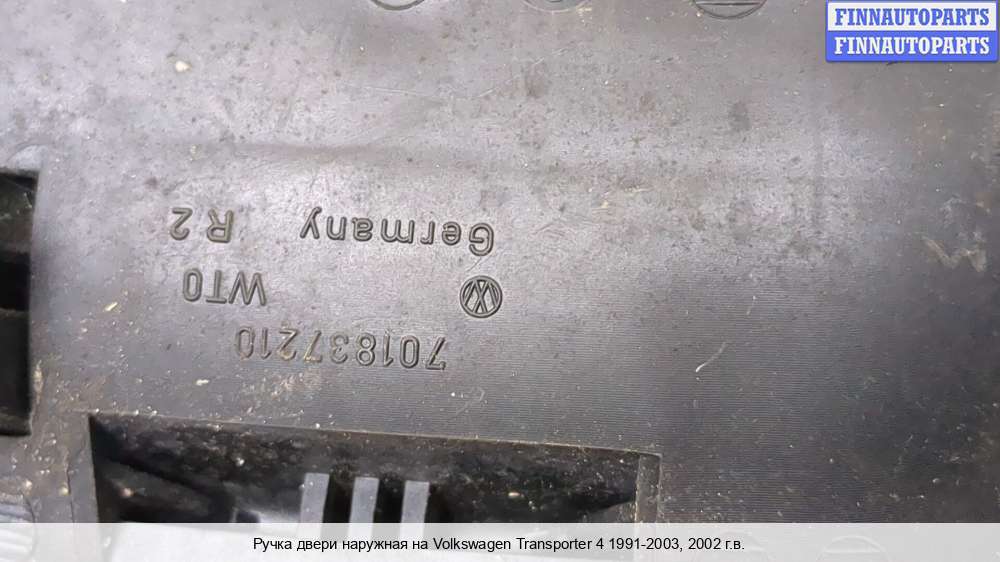 FINNAUTOPARTS
FINNAUTOPARTS
701837210
WT0
Germany R 2
Ручка двери наружная на Volkswagen Transporter 4 1991-2003, 2002 г.в.